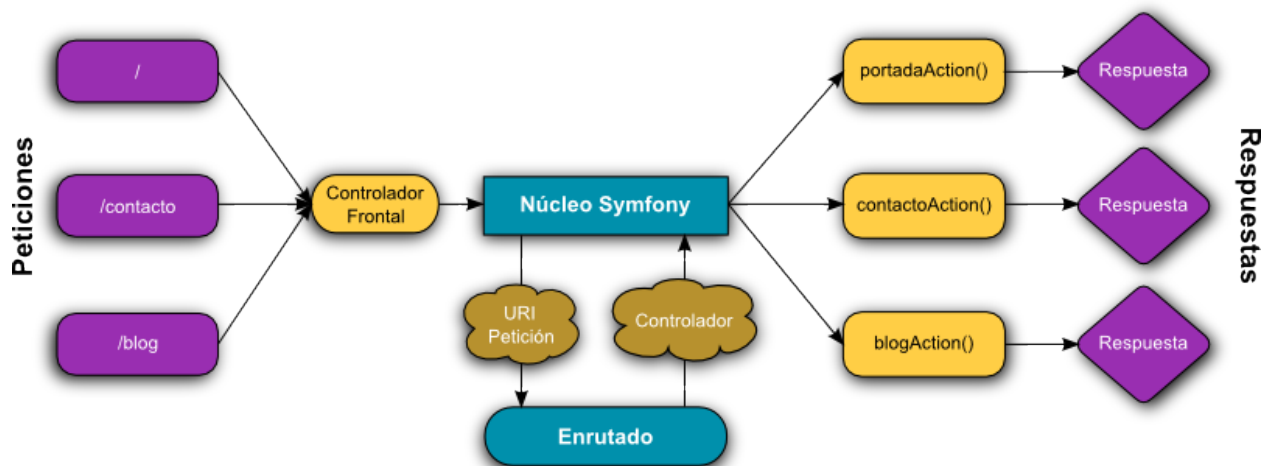 Peticiones
/
/contacto
/blog
Controlador
Frontal
Núcleo Symfony
URI
Petición
Controlador
Enrutado
portadaAction()
Respuesta
contactoAction()
Respuesta
blogAction()
Respuesta
Respuestas